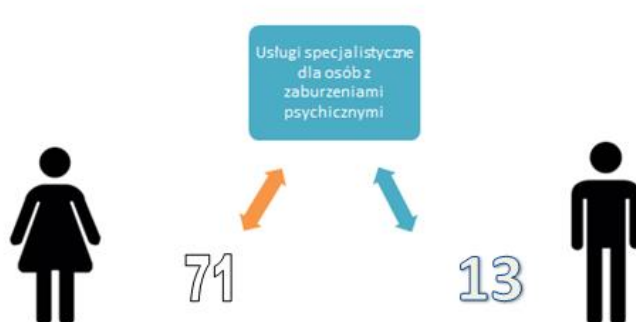 Usługi specjalistyczne
dla osób z
zaburzeniami
psychicznymi
71
13